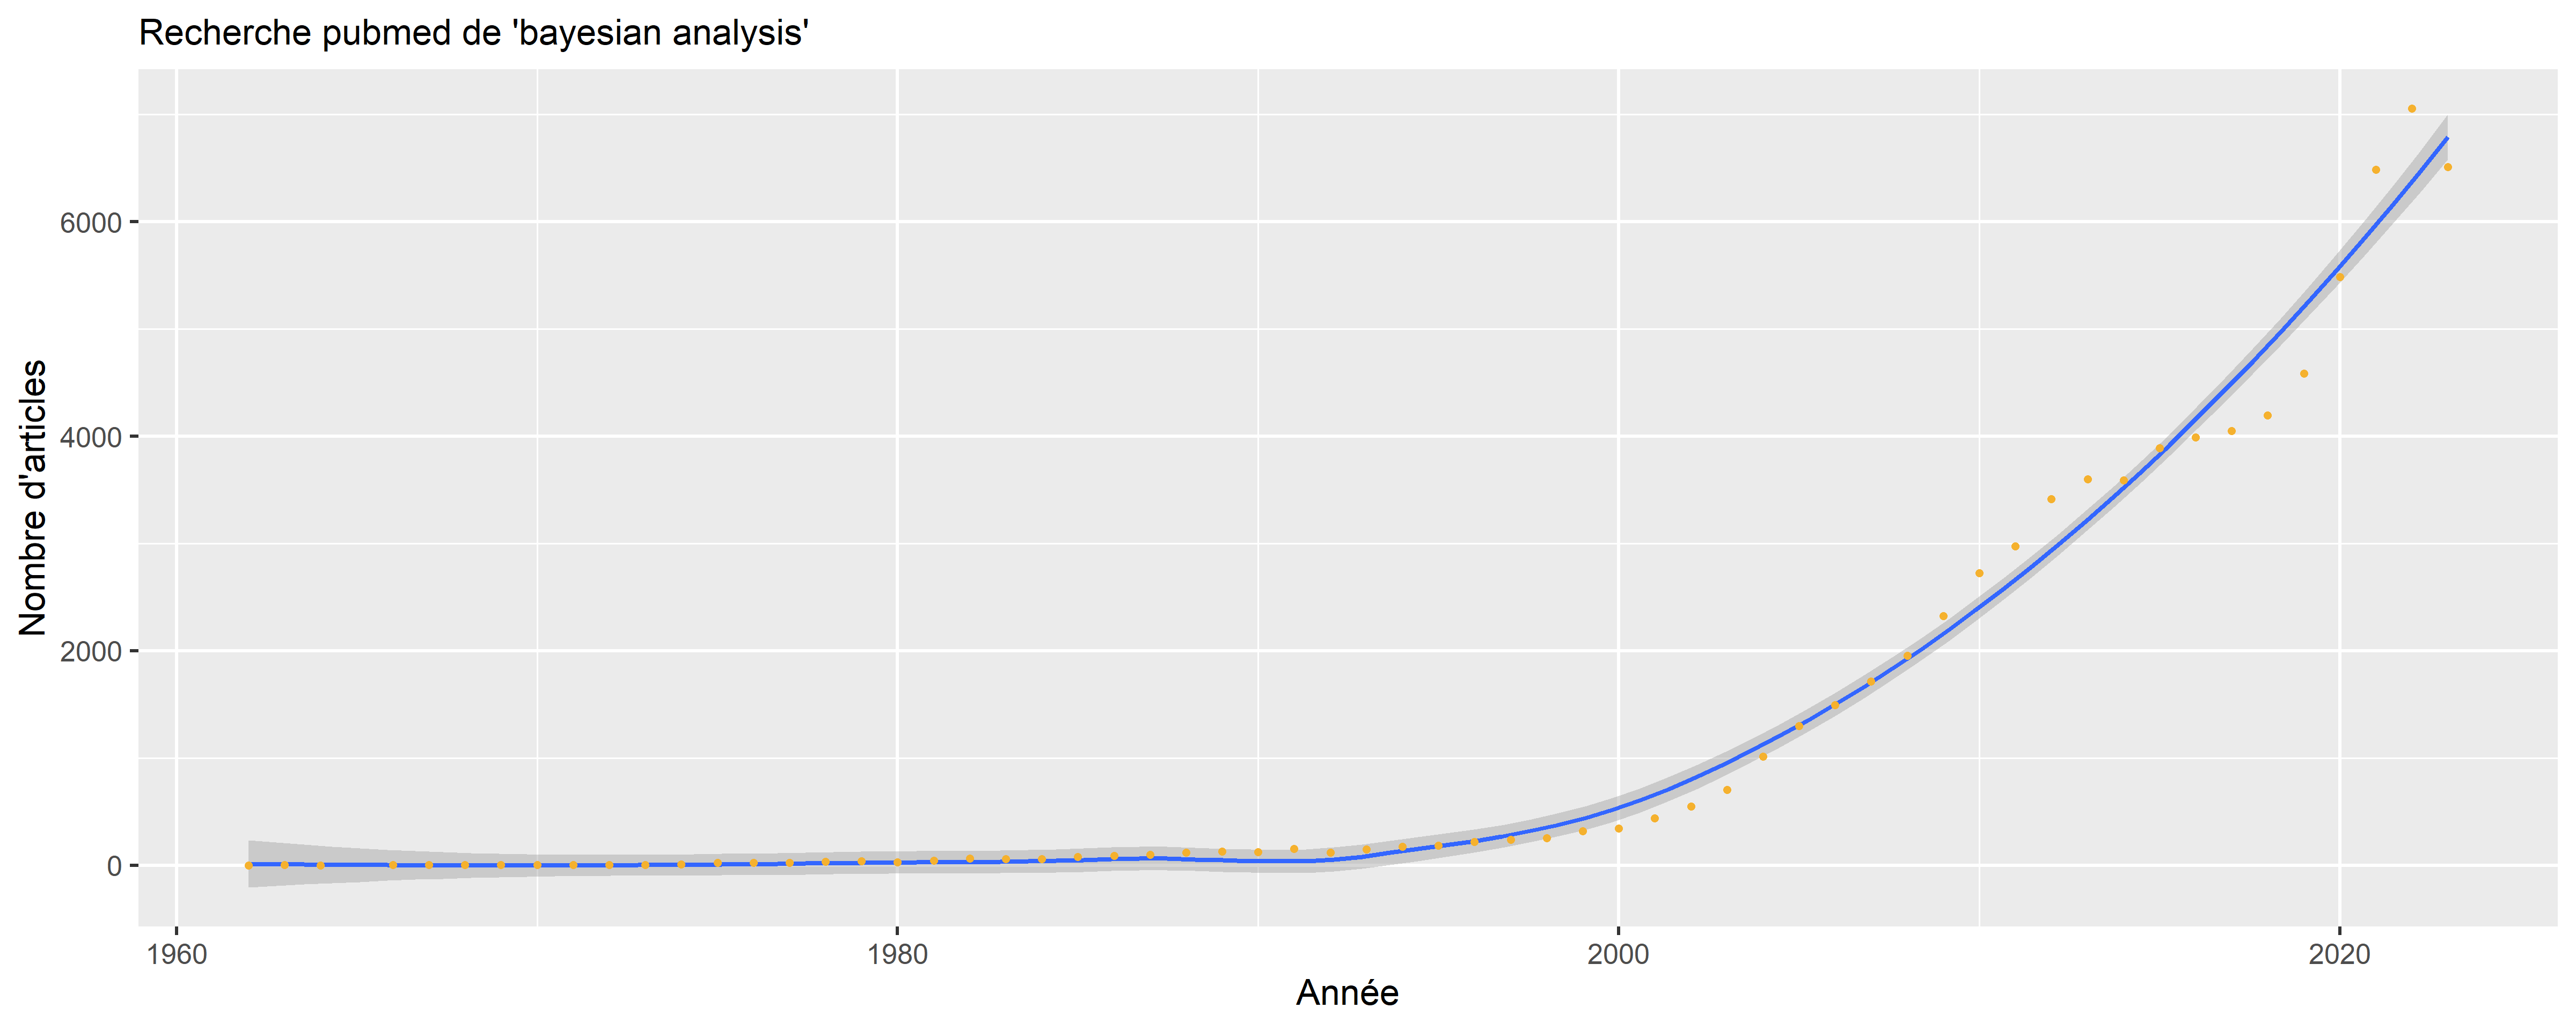 Recherche pubmed de 'bayesian analysis'
Nombre d'articles
6000
4000
2000
0
1960
1980
2000
2020
Année